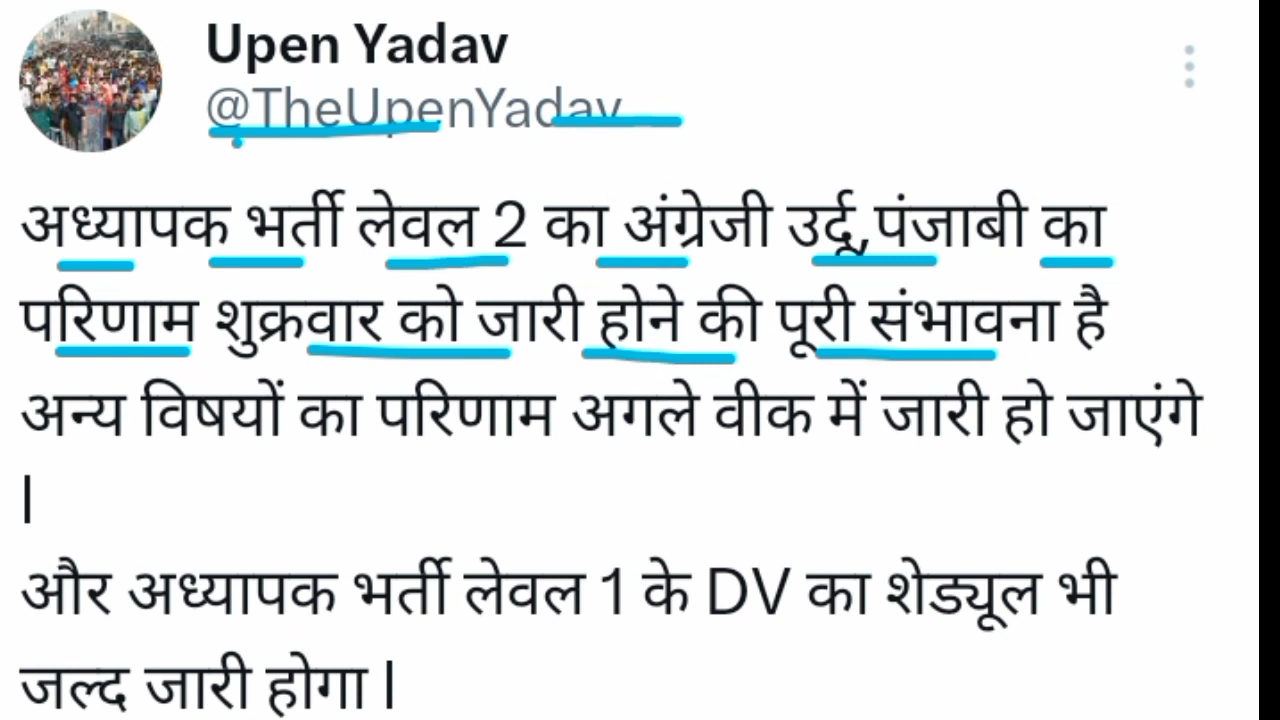 Upen Yadav
@TheUpenYadav
अध्यापक भर्ती लेवल 2 का अंग्रेजी उर्दू,पंजाबी का
परिणाम शुक्रवार को जारी होने की पूरी संभावना है
अन्य विषयों का परिणाम अगले वीक में जारी हो जाएंगे
|
और अध्यापक भर्ती लेवल 1 के DV का शेड्यूल भी
जल्द जारी होगा |